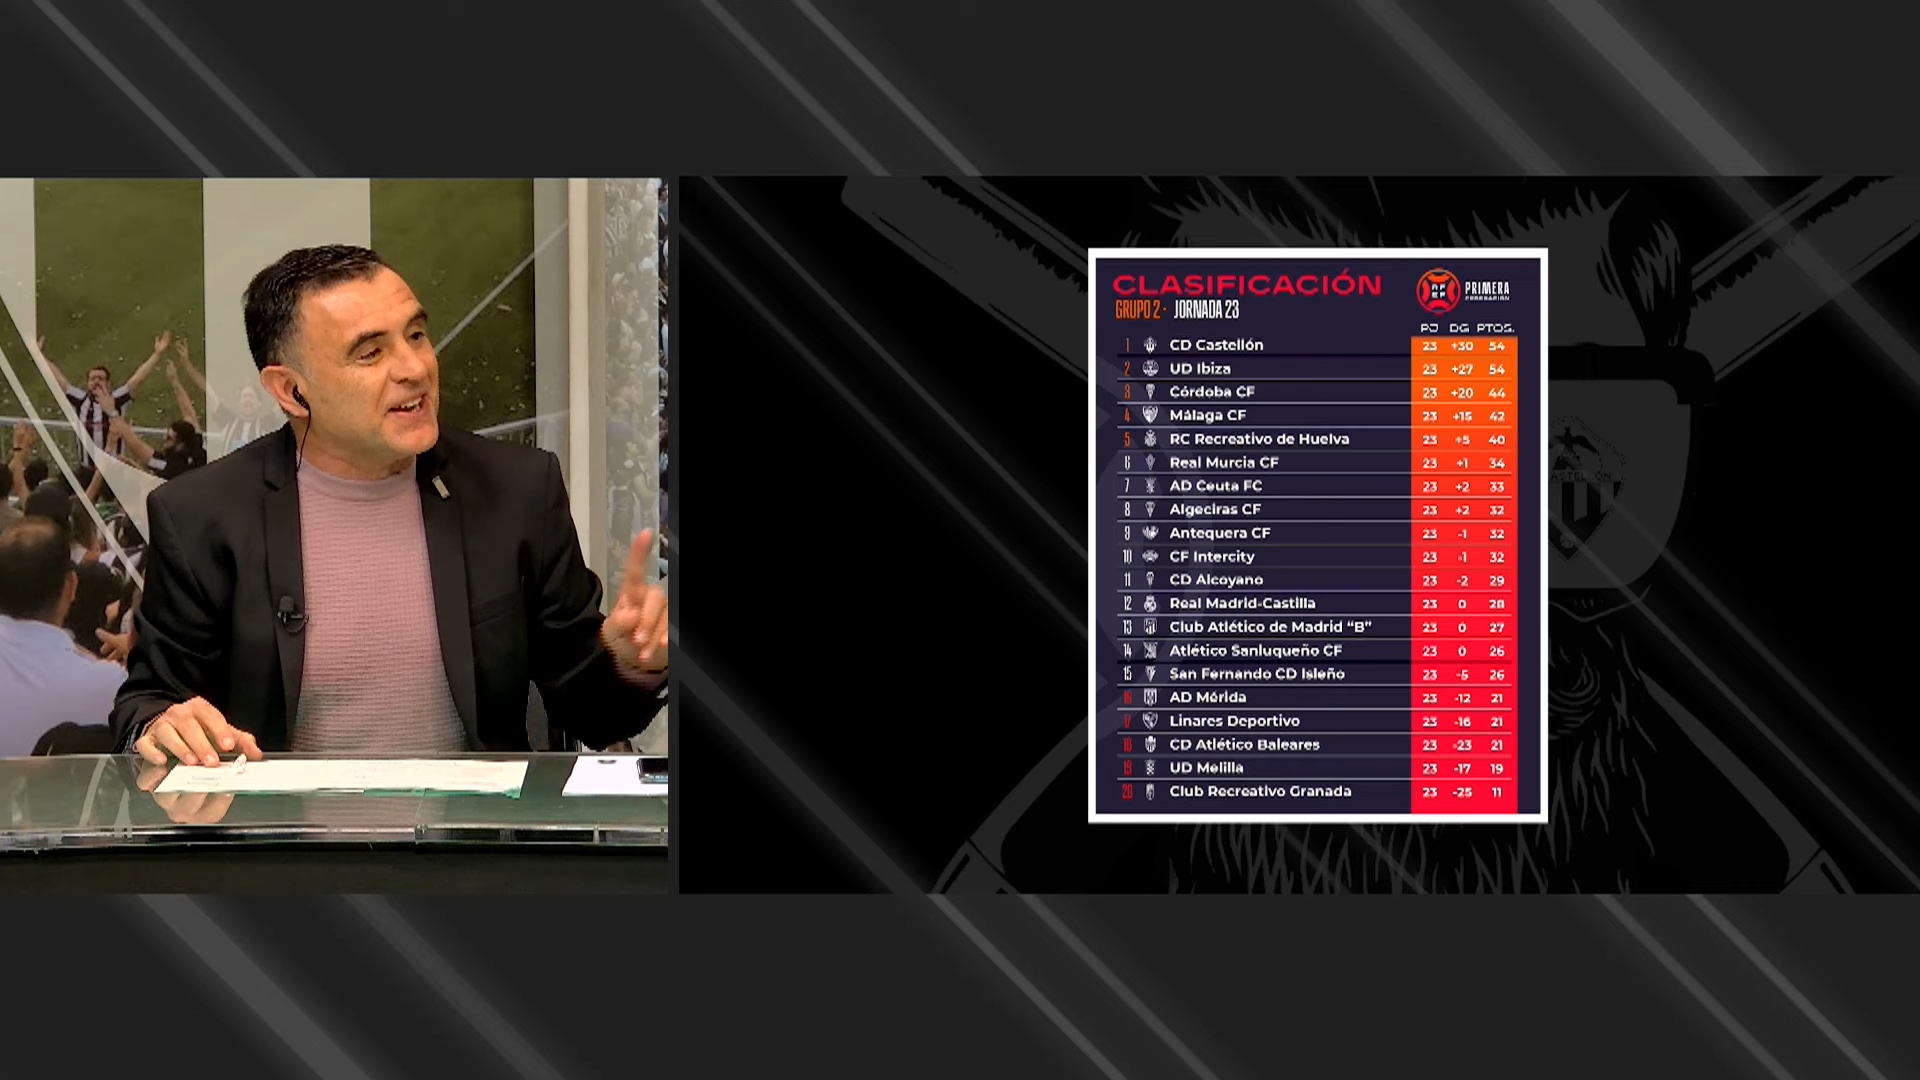 CLASIFICACIÓN
GRUPO 2 · JORNADA 23
PRIMERA
FEDERACIÓN
PJ DG PTOS.
1 CD Castellón 23 +30 54
2 UD Ibiza 23 +27 54
3 Córdoba CF 23 +20 44
4 Málaga CF 23 +15 42
5 RC Recreativo de Huelva 23 +5 40
6 Real Murcia CF 23 +1 34
7 AD Ceuta FC 23 +2 33
8 Algeciras CF 23 +2 32
9 Antequera CF 23 -1 32
10 CF Intercity 23 -1 32
11 CD Alcoyano 23 -2 29
12 Real Madrid-Castilla 23 0 28
13 Club Atlético de Madrid “B” 23 0 27
14 Atlético Sanluqueño CF 23 0 26
15 San Fernando CD Isleño 23 -5 26
16 AD Mérida 23 -12 21
17 Linares Deportivo 23 -16 21
18 CD Atlético Baleares 23 -23 21
19 UD Melilla 23 -17 19
20 Club Recreativo Granada 23 -25 11